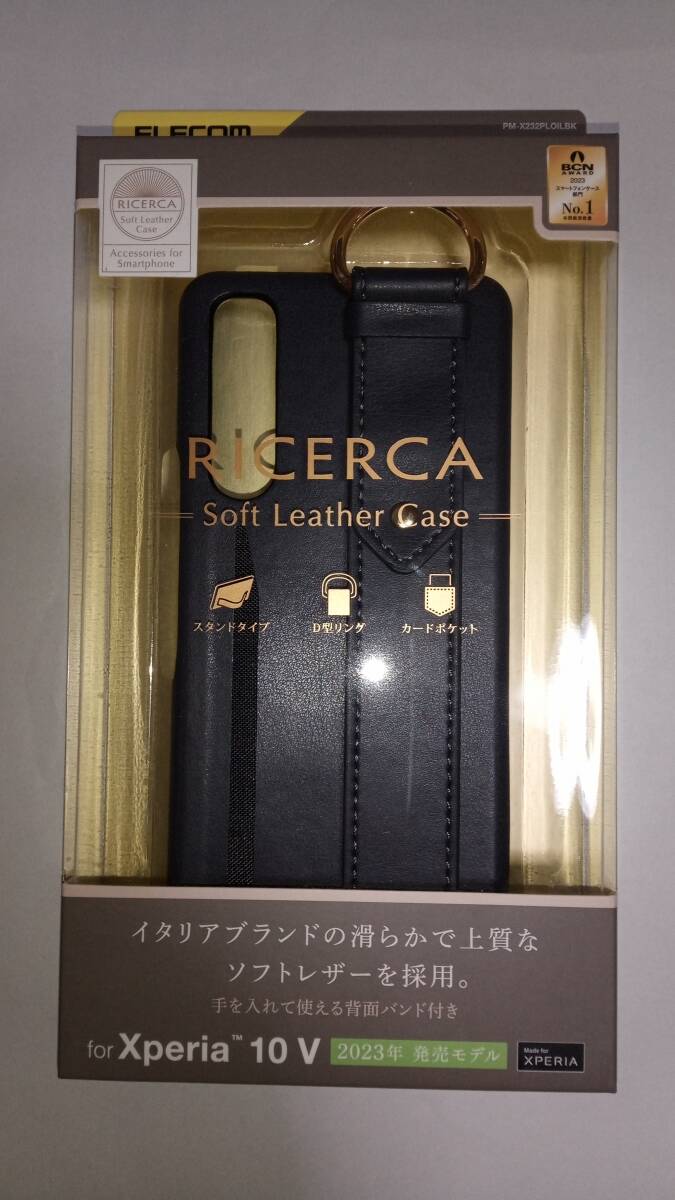 ELECOM
PM-X232PLOILBK
RICERCA
Soft Leather
Case
Accessories for
Smartphone
BCN
AWARD
2023
スマートフォンケース
部門
No.1
RiCERCA
Soft Leather Case
スタンドタイプ
D型リング
カードポケット
イタリアブランドの滑らかで上質な
ソフトレザーを採用。
手を入れて使える背面バンド付き
for Xperia™ 10 V 2023年 発売モデル
Made for
XPERIA